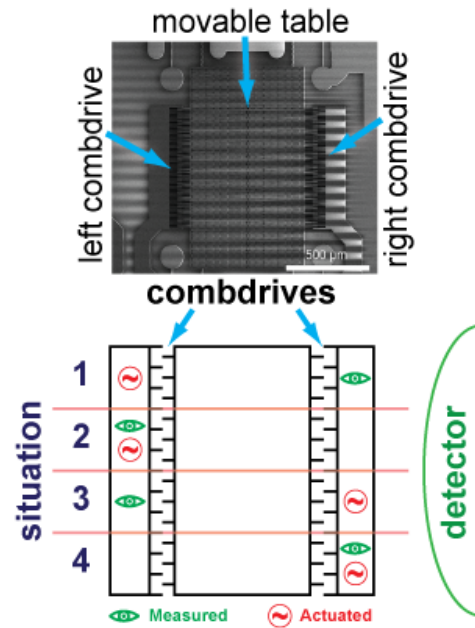 movable table
left combdrive
right combdrive
500 µm
combdrives
situation
1
2
3
4
detector
Measured
Actuated